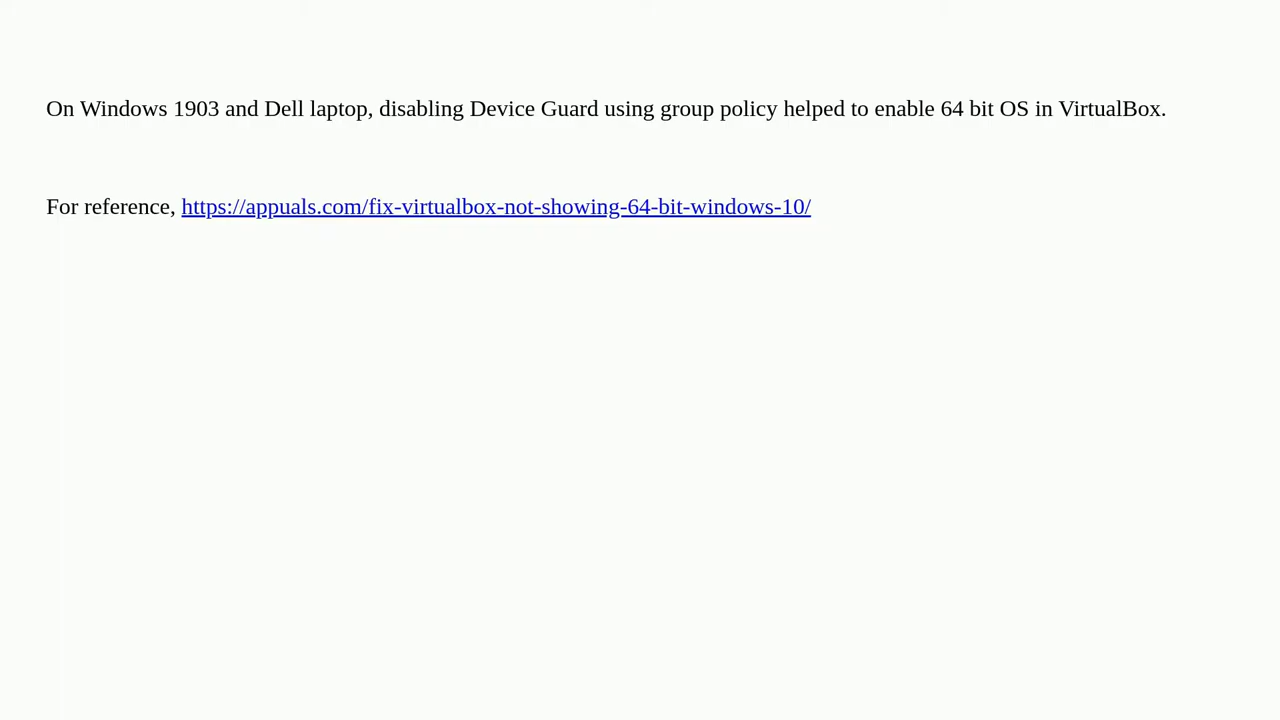 On Windows 1903 and Dell laptop, disabling Device Guard using group policy helped to enable 64 bit OS in VirtualBox.
For reference, https://appuals.com/fix-virtualbox-not-showing-64-bit-windows-10/